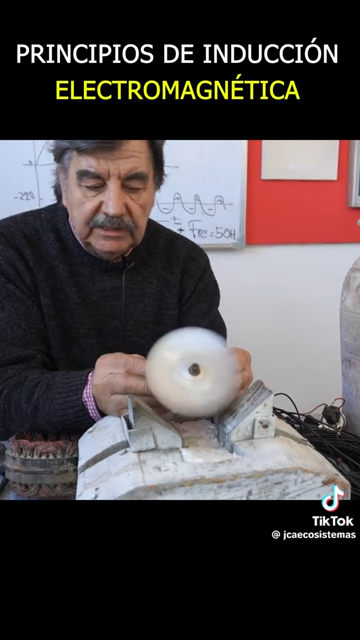 PRINCIPIOS DE INDUCCIÓN
ELECTROMAGNÉTICA
-220
t
Fre=50H
TikTok
@ jcaecosistemas